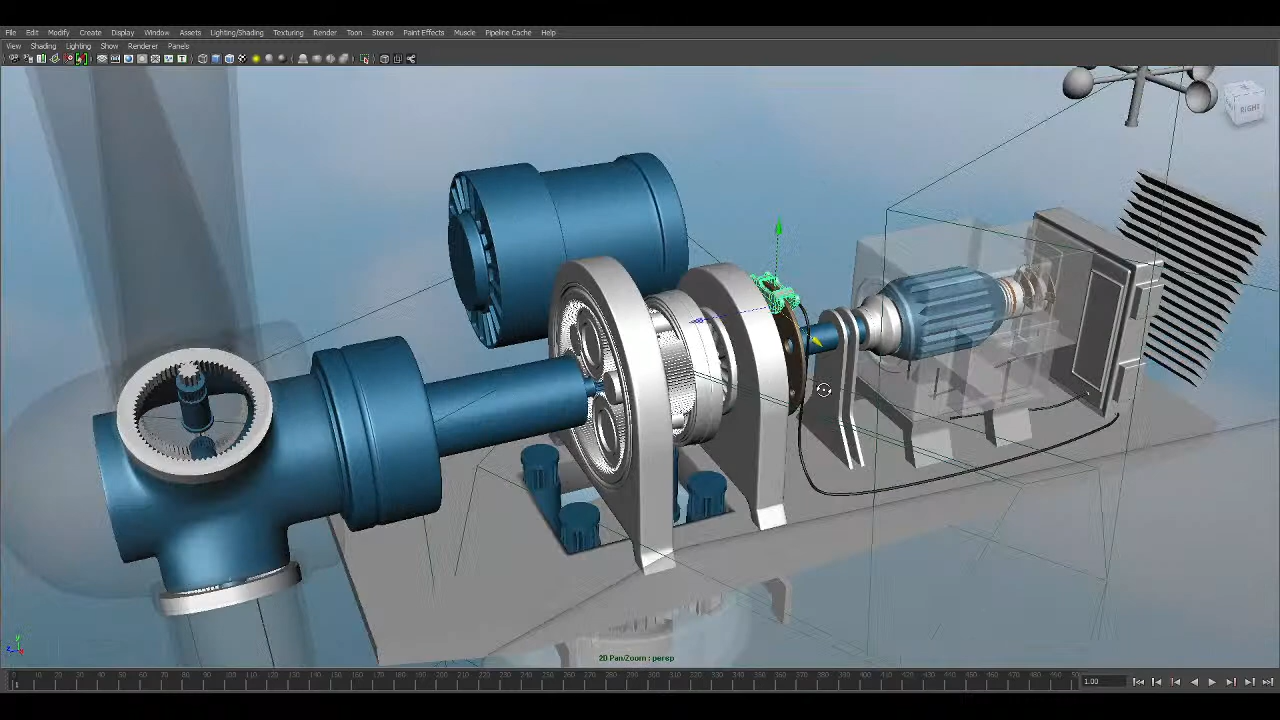 File Edit Modify Create Display Window Assets Lighting/Shading Texturing Render Toon Stereo Paint Effects Muscle Pipeline Cache Help
View Shading Lighting Show Renderer Panels
RIGHT
2D Pan/Zoom : persp
1.00